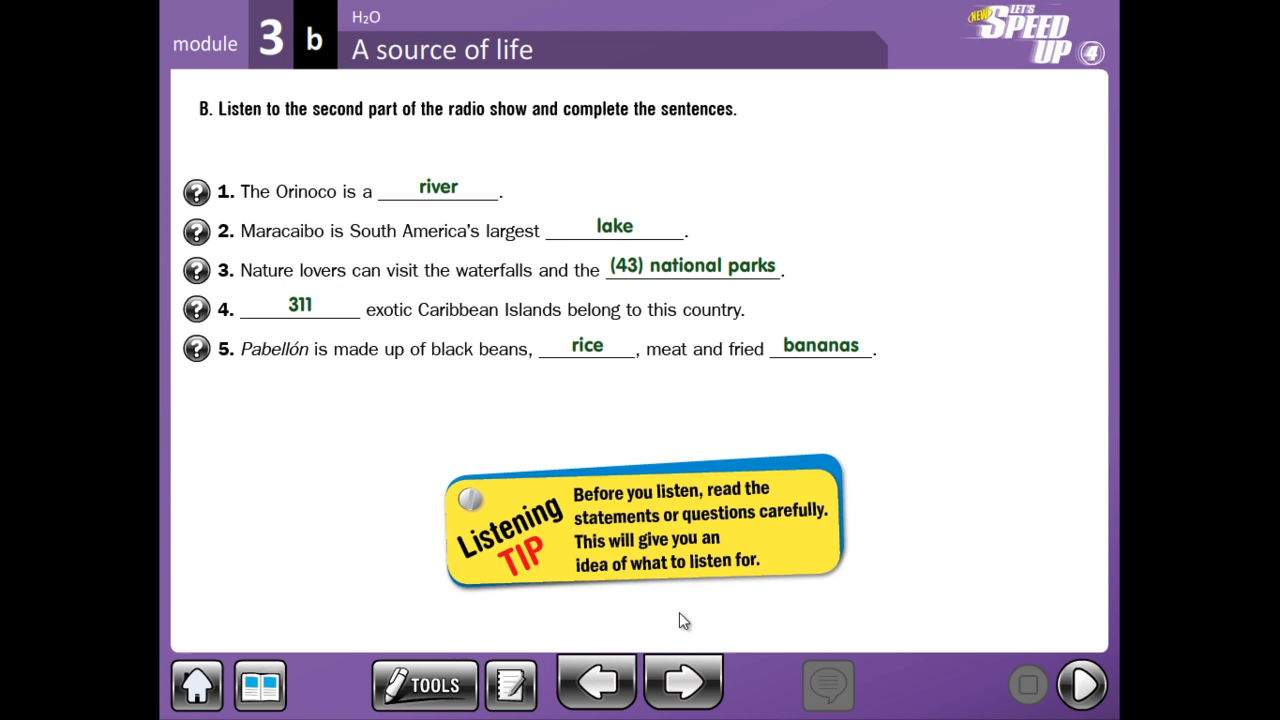 H₂O
module 3 b A source of life
NEW LET'S SPEED UP 4
B. Listen to the second part of the radio show and complete the sentences.
? 1. The Orinoco is a river.
? 2. Maracaibo is South America's largest lake.
? 3. Nature lovers can visit the waterfalls and the (43) national parks.
? 4. 311 exotic Caribbean Islands belong to this country.
? 5. Pabellón is made up of black beans, rice, meat and fried bananas.
Listening TIP
Before you listen, read the
statements or questions carefully.
This will give you an
idea of what to listen for.
TOOLS